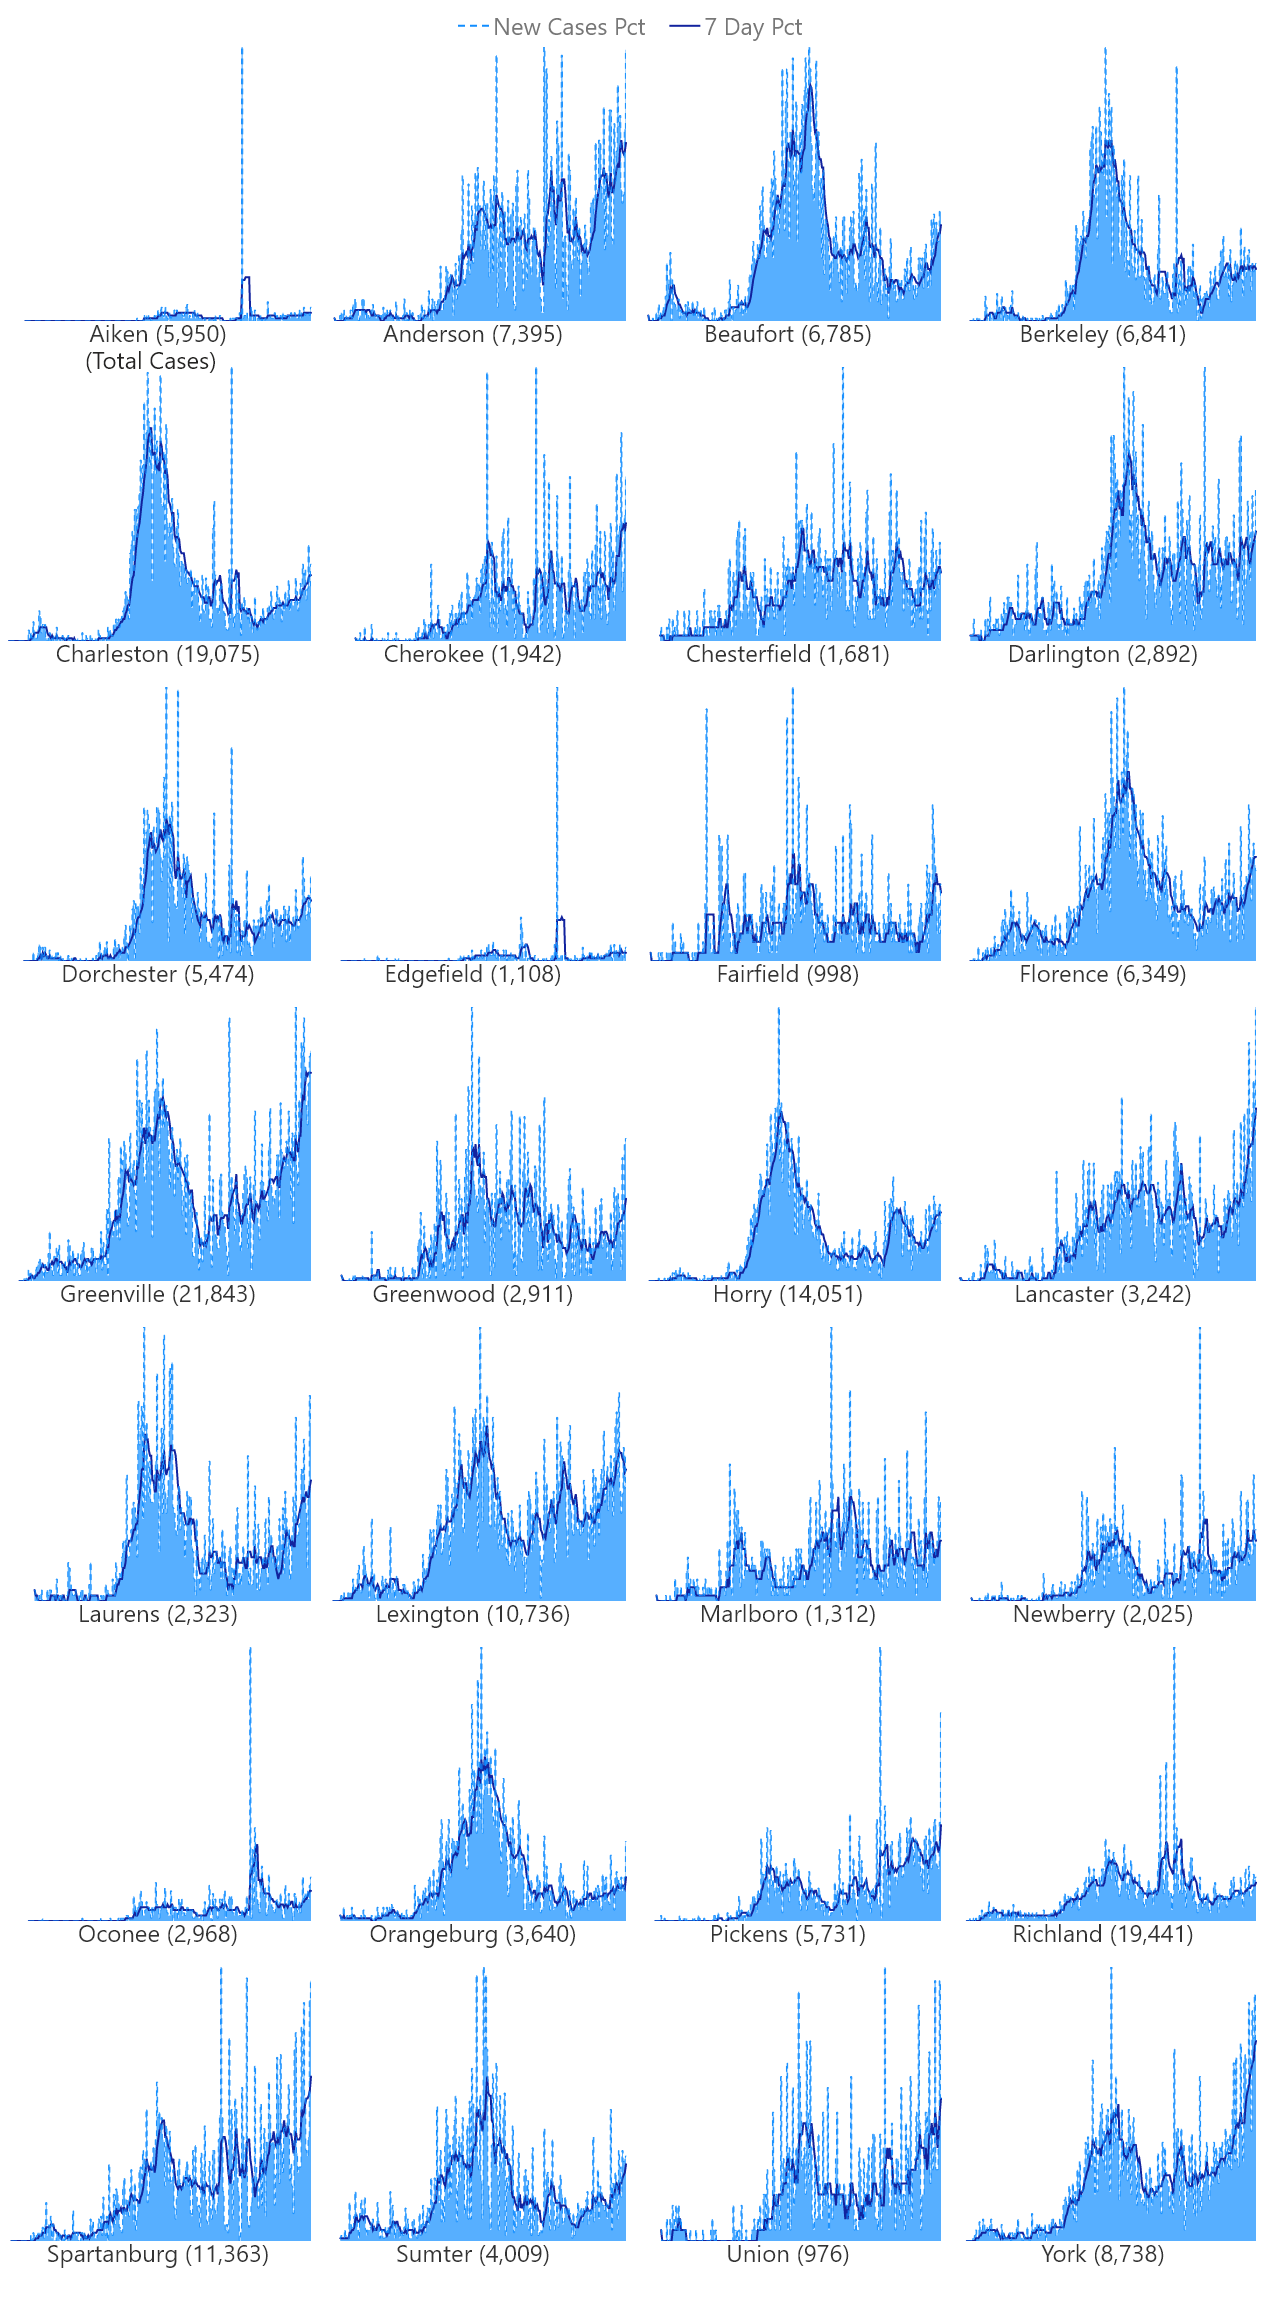 New Cases Pct 7 Day Pct
Aiken (5,950) Anderson (7,395) Beaufort (6,785) Berkeley (6,841)
(Total Cases)
Charleston (19,075) Cherokee (1,942) Chesterfield (1,681) Darlington (2,892)
Dorchester (5,474) Edgefield (1,108) Fairfield (998) Florence (6,349)
Greenville (21,843) Greenwood (2,911) Horry (14,051) Lancaster (3,242)
Laurens (2,323) Lexington (10,736) Marlboro (1,312) Newberry (2,025)
Oconee (2,968) Orangeburg (3,640) Pickens (5,731) Richland (19,441)
Spartanburg (11,363) Sumter (4,009) Union (976) York (8,738)